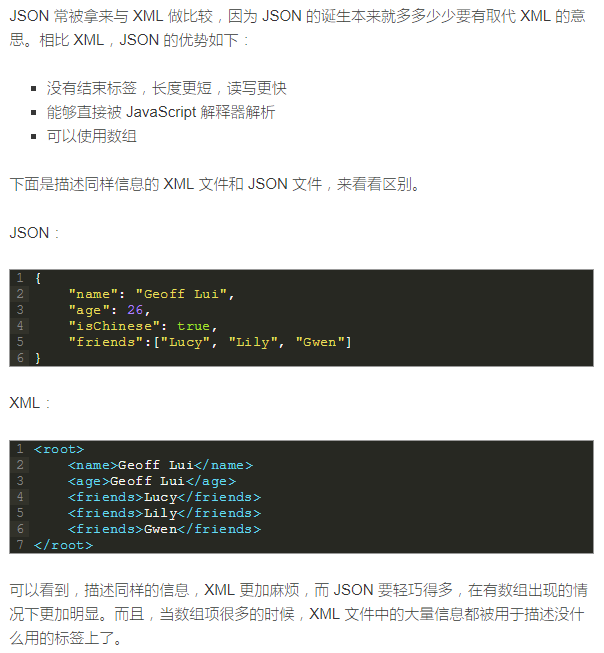 JSON 常被拿来与 XML 做比较，因为 JSON 的诞生本来就多多少少要有取代 XML 的意
思。相比 XML，JSON 的优势如下：
▪ 没有结束标签，长度更短，读写更快
▪ 能够直接被 JavaScript 解释器解析
▪ 可以使用数组
下面是描述同样信息的 XML 文件和 JSON 文件，来看看区别。
JSON：
1 {
2     "name": "Geoff Lui",
3     "age": 26,
4     "isChinese": true,
5     "friends":["Lucy", "Lily", "Gwen"]
6 }
XML：
1 <root>
2     <name>Geoff Lui</name>
3     <age>Geoff Lui</age>
4     <friends>Lucy</friends>
5     <friends>Lily</friends>
6     <friends>Gwen</friends>
7 </root>
可以看到，描述同样的信息，XML 更加麻烦，而 JSON 要轻巧得多，在有数组出现的情
况下更加明显。而且，当数组项很多的时候，XML 文件中的大量信息都被用于描述没什
么用的标签上了。